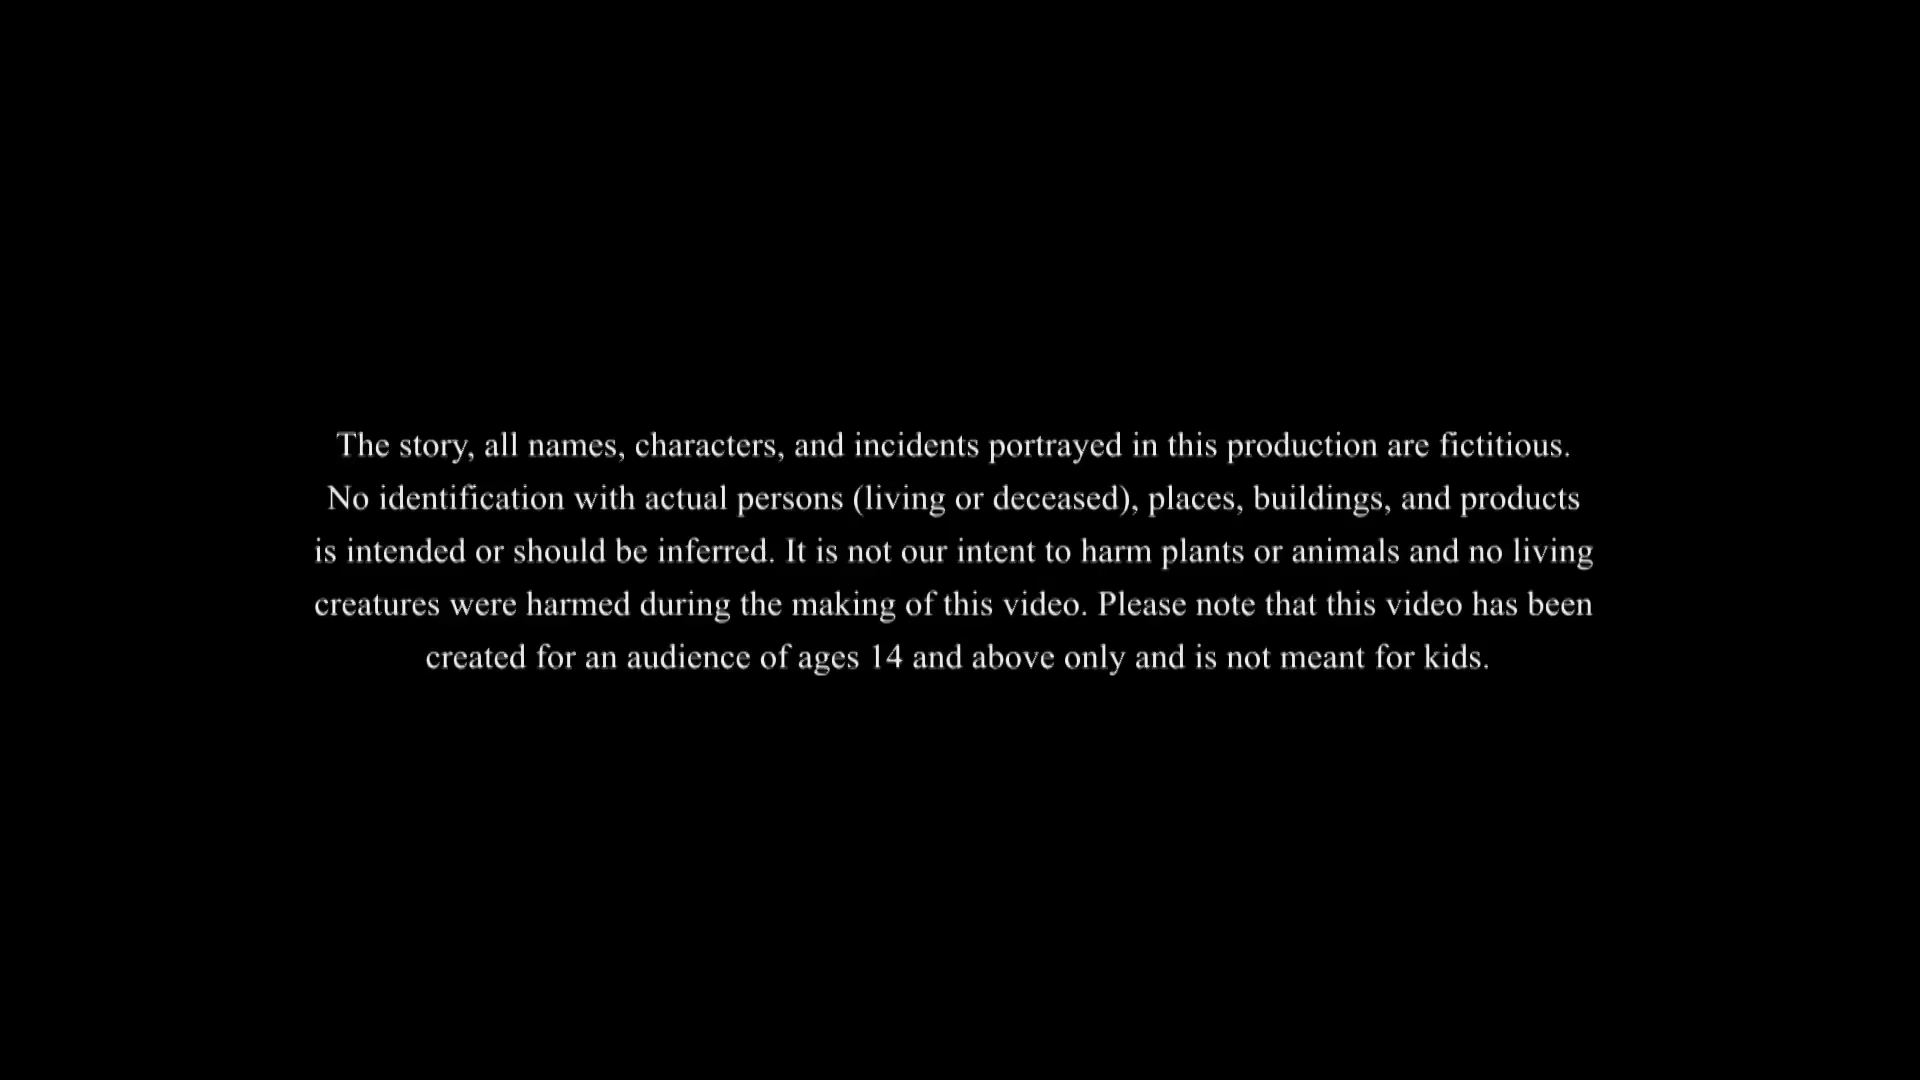 The story, all names, characters, and incidents portrayed in this production are fictitious.
No identification with actual persons (living or deceased), places, buildings, and products
is intended or should be inferred. It is not our intent to harm plants or animals and no living
creatures were harmed during the making of this video. Please note that this video has been
created for an audience of ages 14 and above only and is not meant for kids.